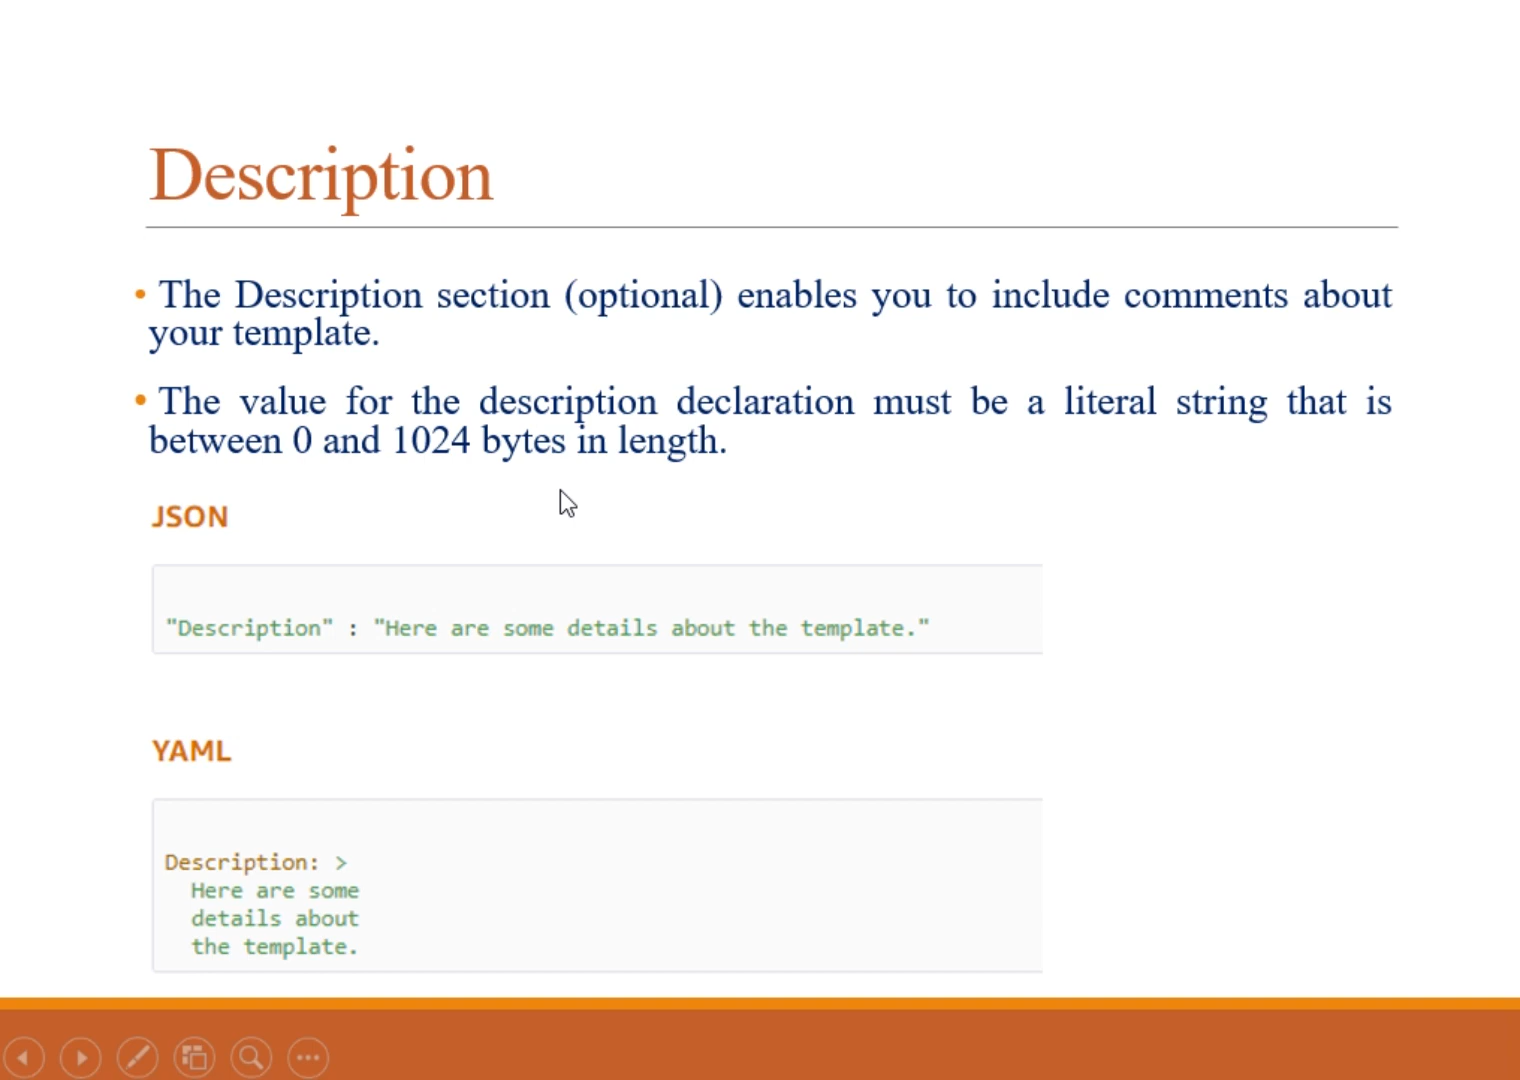 Description
• The Description section (optional) enables you to include comments about
your template.
• The value for the description declaration must be a literal string that is
between 0 and 1024 bytes in length.
JSON
"Description" : "Here are some details about the template."
YAML
Description: >
  Here are some
  details about
  the template.